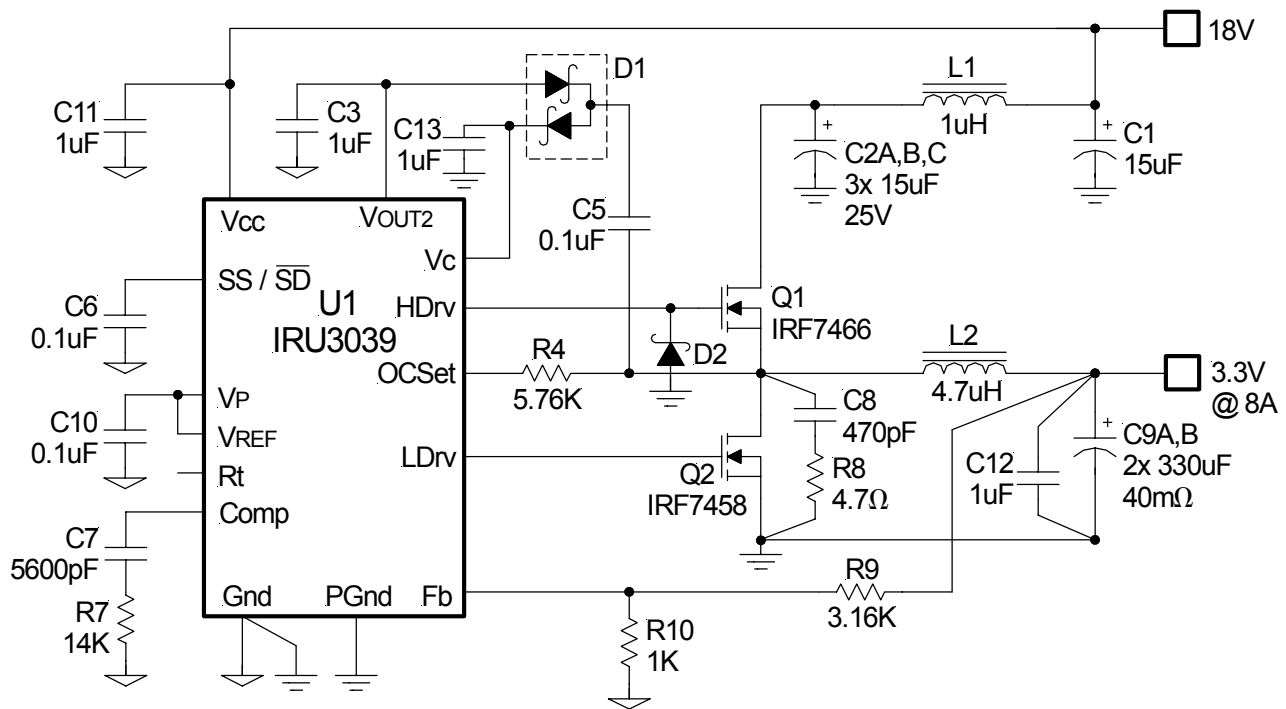 18V
C11
1uF
C3
1uF
C13
1uF
D1
L1
1uH
C2A,B,C
3x 15uF
25V
C1
15uF
C5
0.1uF
Vcc
VOUT2
Vc
SS / SD
U1
IRU3039
HDrv
OCSet
LDrv
VP
VREF
Rt
Comp
Gnd
PGnd
Fb
C6
0.1uF
C10
0.1uF
C7
5600pF
R7
14K
R4
5.76K
D2
Q1
IRF7466
L2
4.7uH
3.3V
@ 8A
C8
470pF
R8
4.7Ω
Q2
IRF7458
C12
1uF
C9A,B
2x 330uF
40mΩ
R9
3.16K
R10
1K